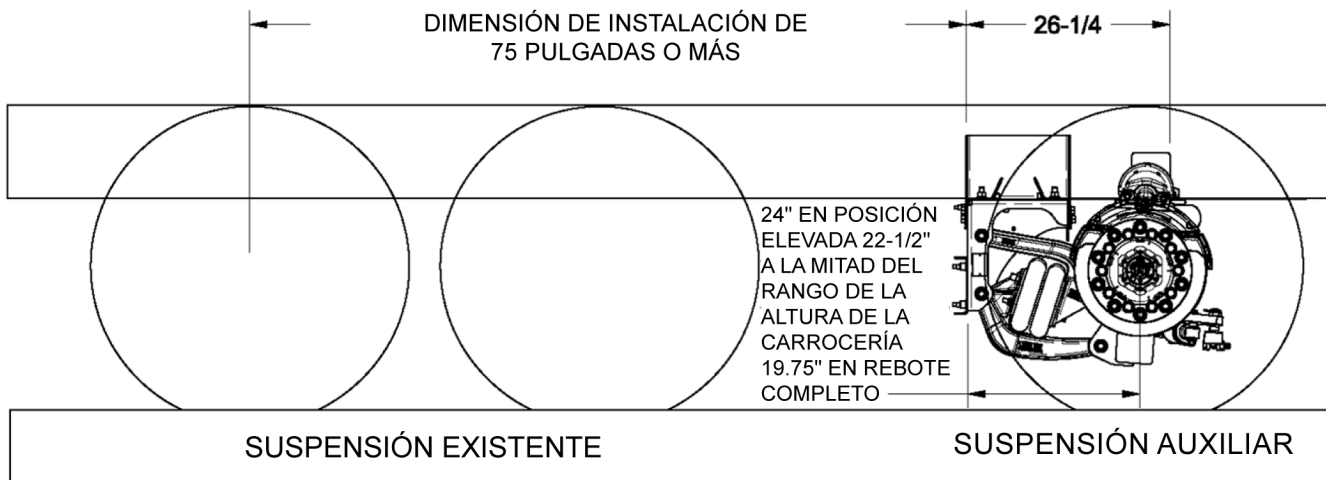 DIMENSIÓN DE INSTALACIÓN DE
75 PULGADAS O MÁS
26-1/4
24" EN POSICIÓN
ELEVADA 22-1/2"
A LA MITAD DEL
RANGO DE LA
ALTURA DE LA
CARROCERÍA
19.75" EN REBOTE
COMPLETO
SUSPENSIÓN EXISTENTE
SUSPENSIÓN AUXILIAR